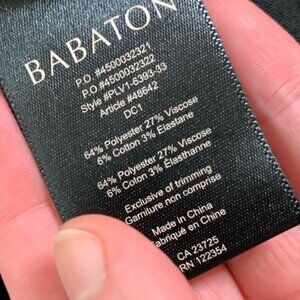 BABATON
P.O. #4500032321
P.O. #4500032322
Style #PLV1-6393-33
Article #48642
DC1
64% Polyester 27% Viscose
6% Cotton 3% Elastane
64% Polyester 27% Viscose
6% Coton 3% Élasthanne
Exclusive of trimming
Garniture non comprise
Made in China
Fabriqué en Chine
CA 23725
RN 122354